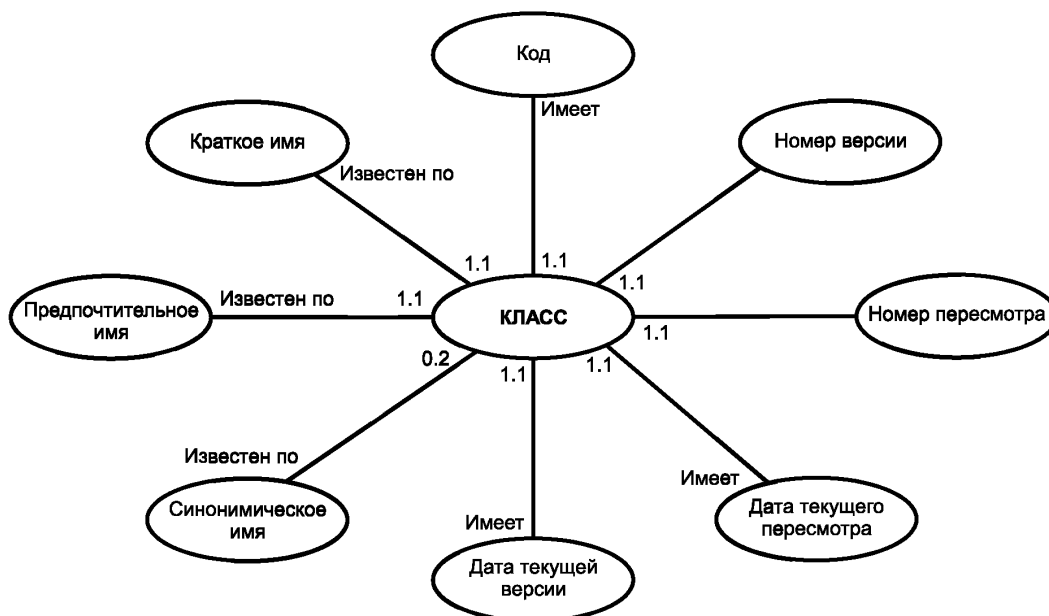 Код
Имеет
Краткое имя
Номер версии
Известен по
1.1
1.1
1.1
Предпочтительное
имя
Известен по
1.1
КЛАСС
1.1
Номер пересмотра
0.2
1.1
1.1
Известен по
Синонимическое
имя
Имеет
Дата текущей
версии
Имеет
Дата текущего
пересмотра